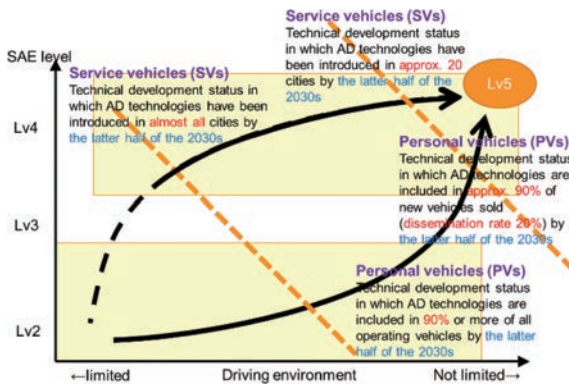 Service vehicles (SVs)
Technical development status
in which AD technologies have
been introduced in approx. 20
cities by the latter half of the
2030s
SAE level
Service vehicles (SVs)
Technical development status
in which AD technologies have been
introduced in almost all cities by
the latter half of the 2030s
Lv5
Lv4
Personal vehicles (PVs)
Technical development status
in which AD technologies are
included in approx. 90% of
new vehicles sold
(dissemination rate 20%) by
the latter half of the 2030s
Lv3
Personal vehicles (PVs)
Technical development status
in which AD technologies are
included in 90% or more of all
operating vehicles by the latter
half of the 2030s
Lv2
←limited
Driving environment
Not limited→